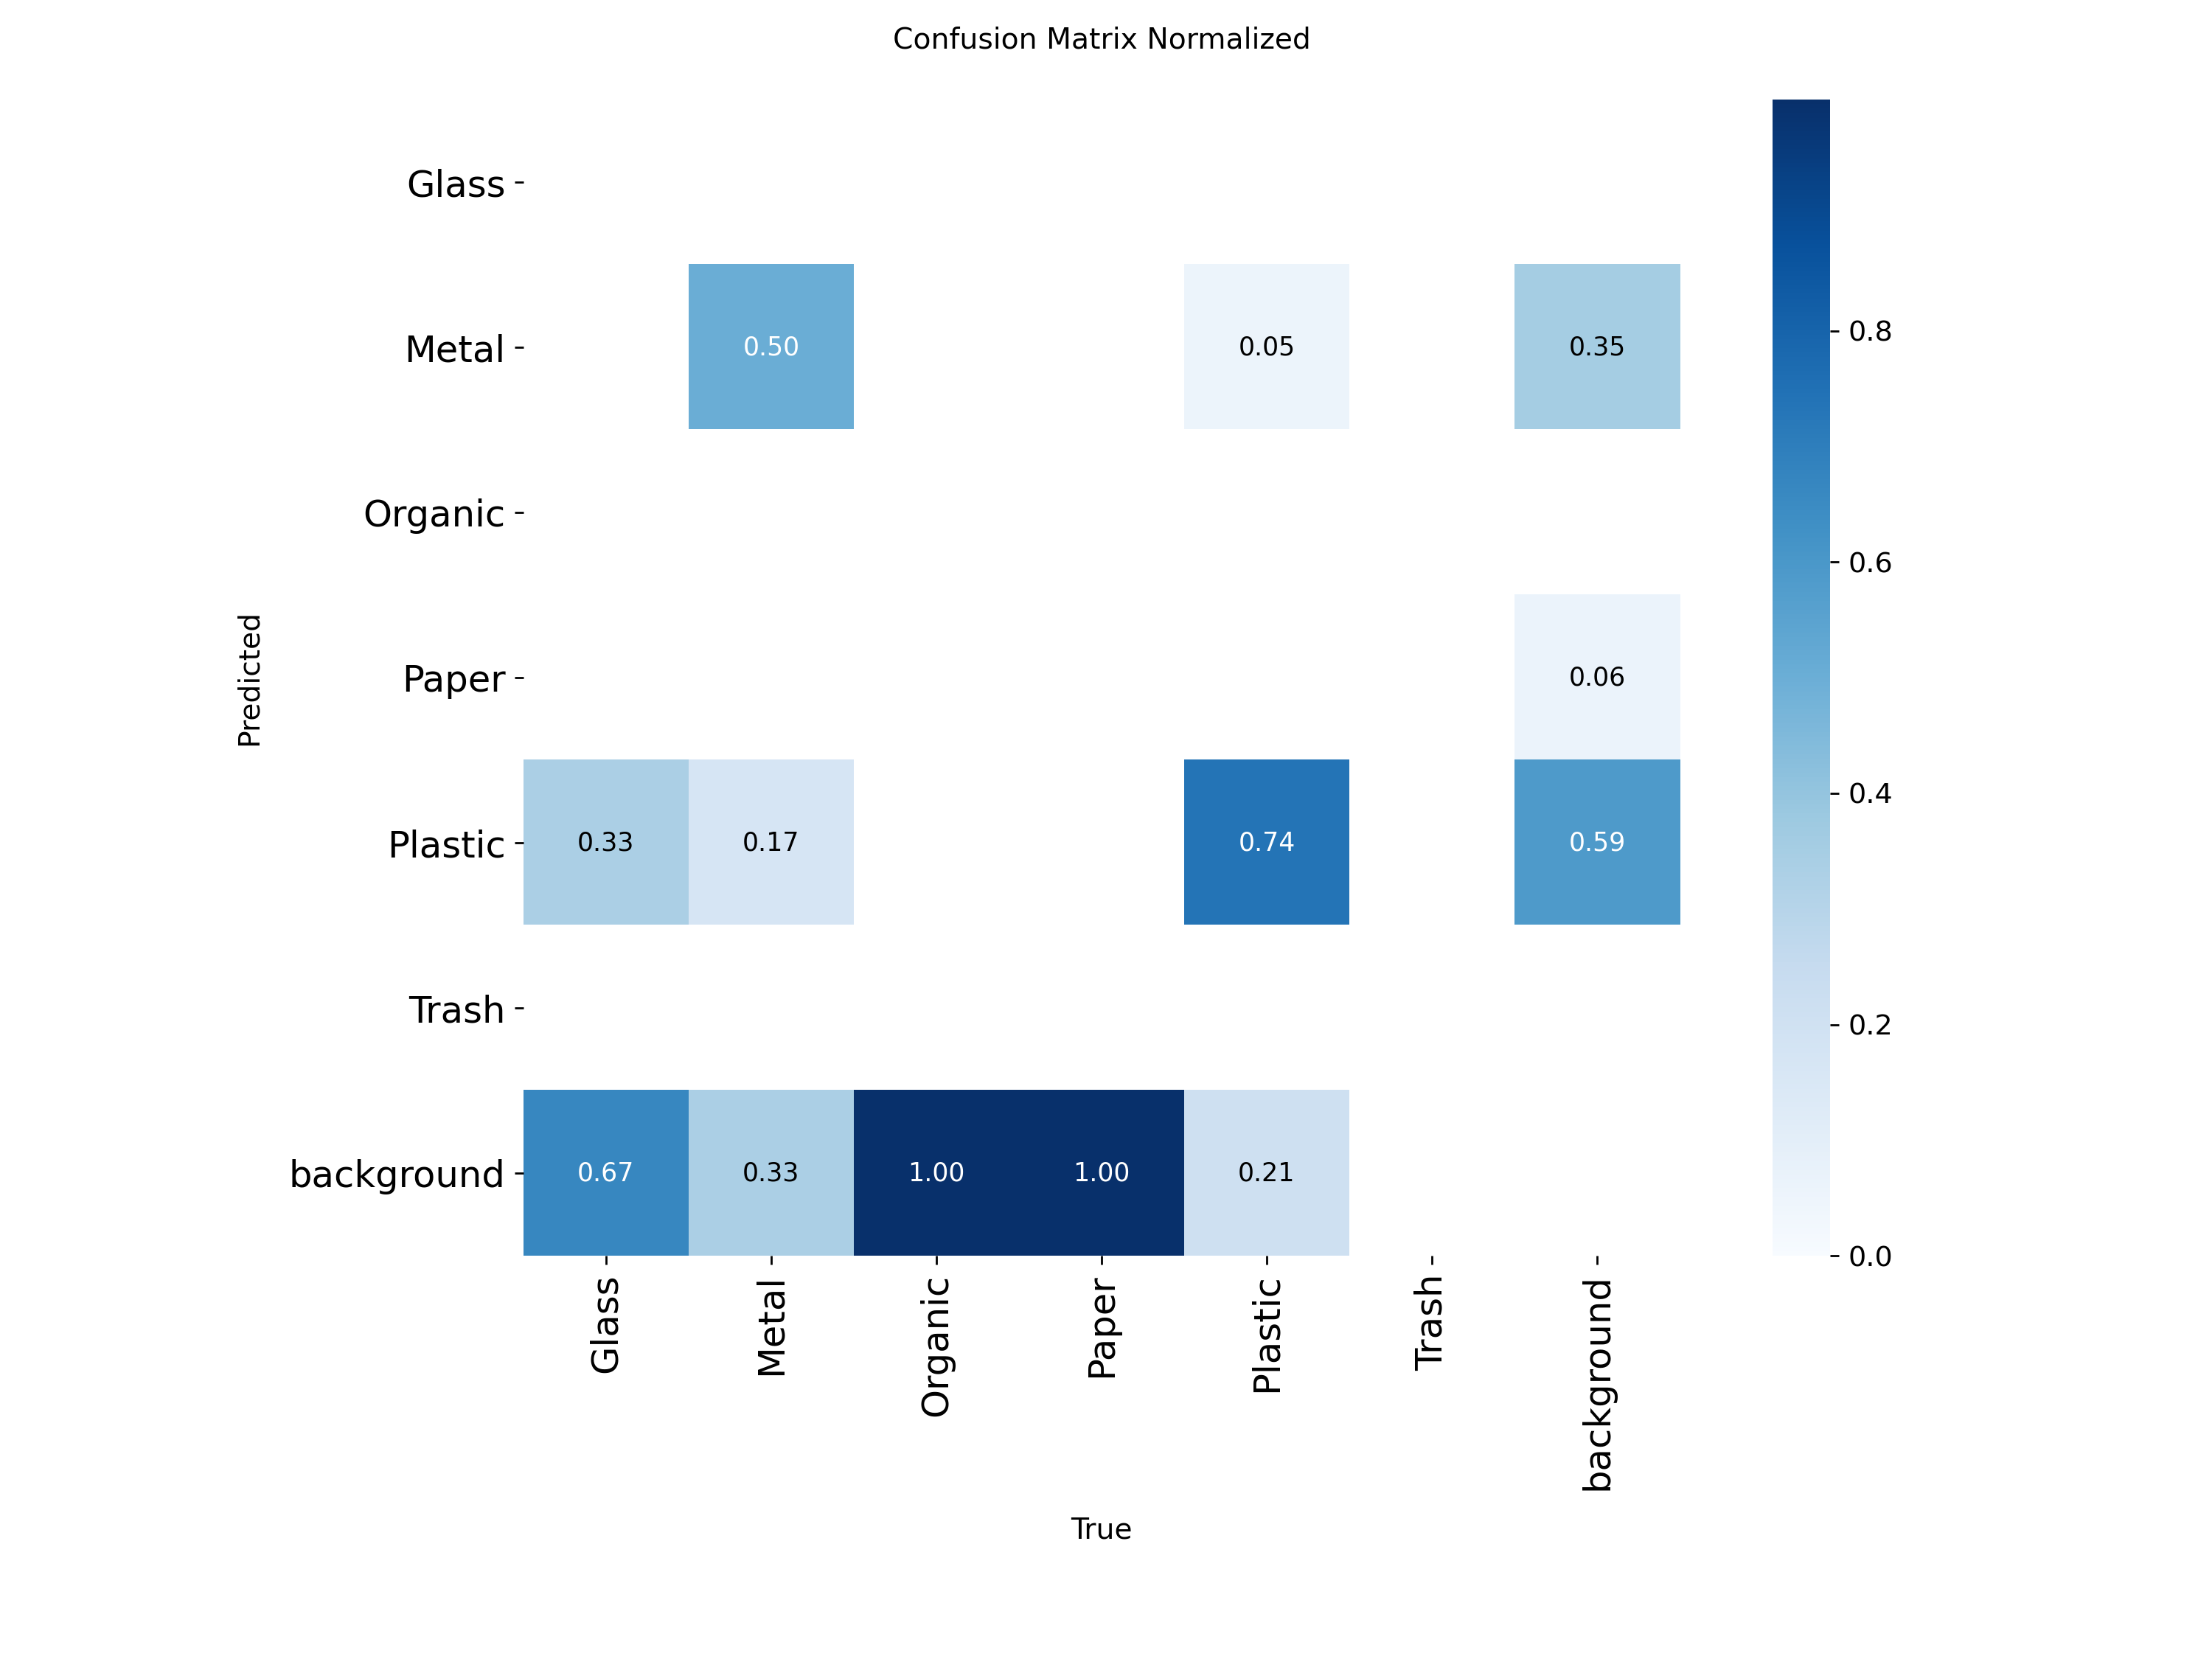 Confusion Matrix Normalized
Glass
Metal
0.50 0.05 0.35
Organic
Paper
0.06
Plastic
0.33 0.17 0.74 0.59
Trash
background
0.67 0.33 1.00 1.00 0.21
Predicted
Glass Metal Organic Paper Plastic Trash background
True
0.8
0.6
0.4
0.2
0.0